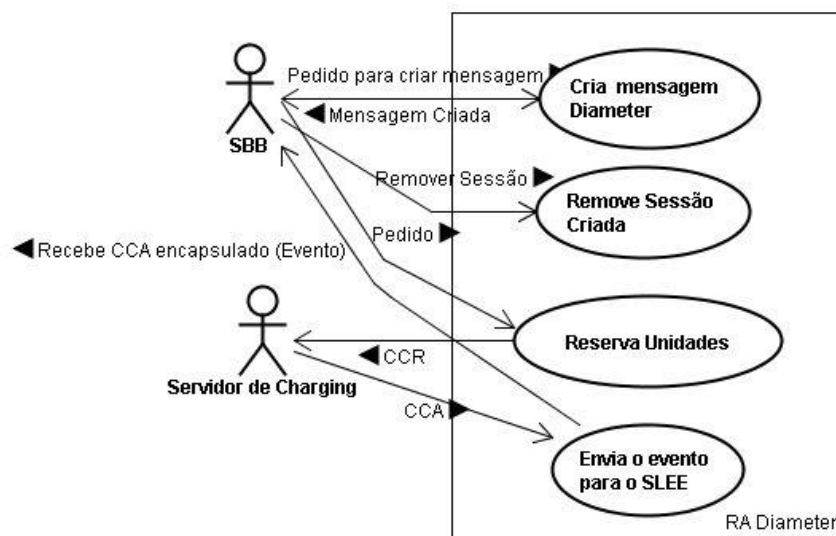 Pedido para criar mensagem
Cria mensagem
Diameter
Mensagem Criada
SBB
Remover Sessão
Remove Sessão
Criada
Pedido
Recebe CCA encapsulado (Evento)
Reserva Unidades
CCR
Servidor de Charging
CCA
Envia o evento
para o SLEE
RA Diameter